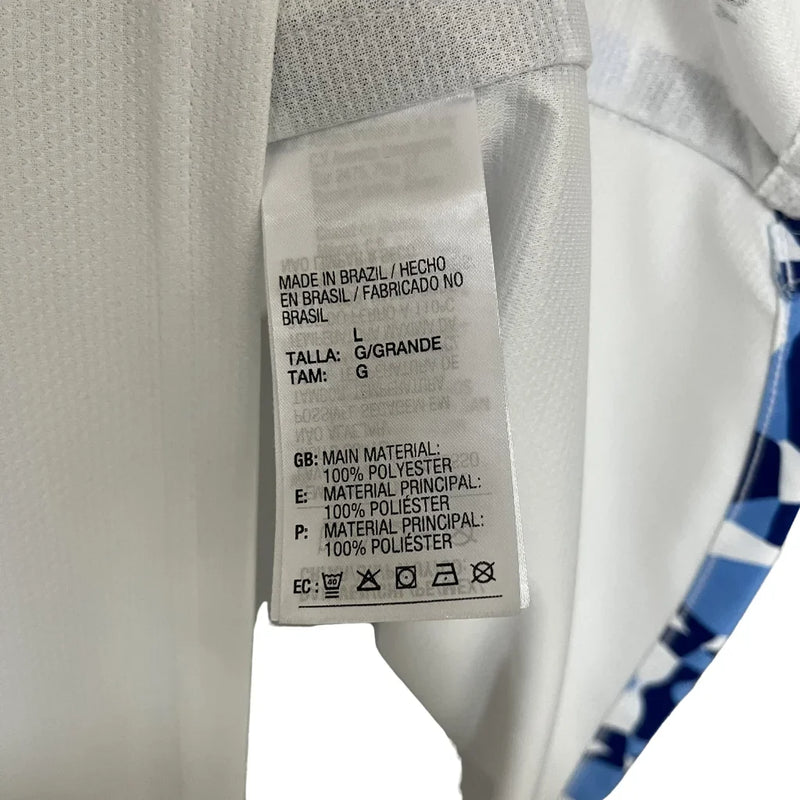 MADE IN BRAZIL / HECHO
EN BRASIL / FABRICADO NO
BRASIL
L
TALLA: G/GRANDE
TAM: G
GB: MAIN MATERIAL:
100% POLYESTER
E: MATERIAL PRINCIPAL:
100% POLIÉSTER
P: MATERIAL PRINCIPAL:
100% POLIÉSTER
EC: 40